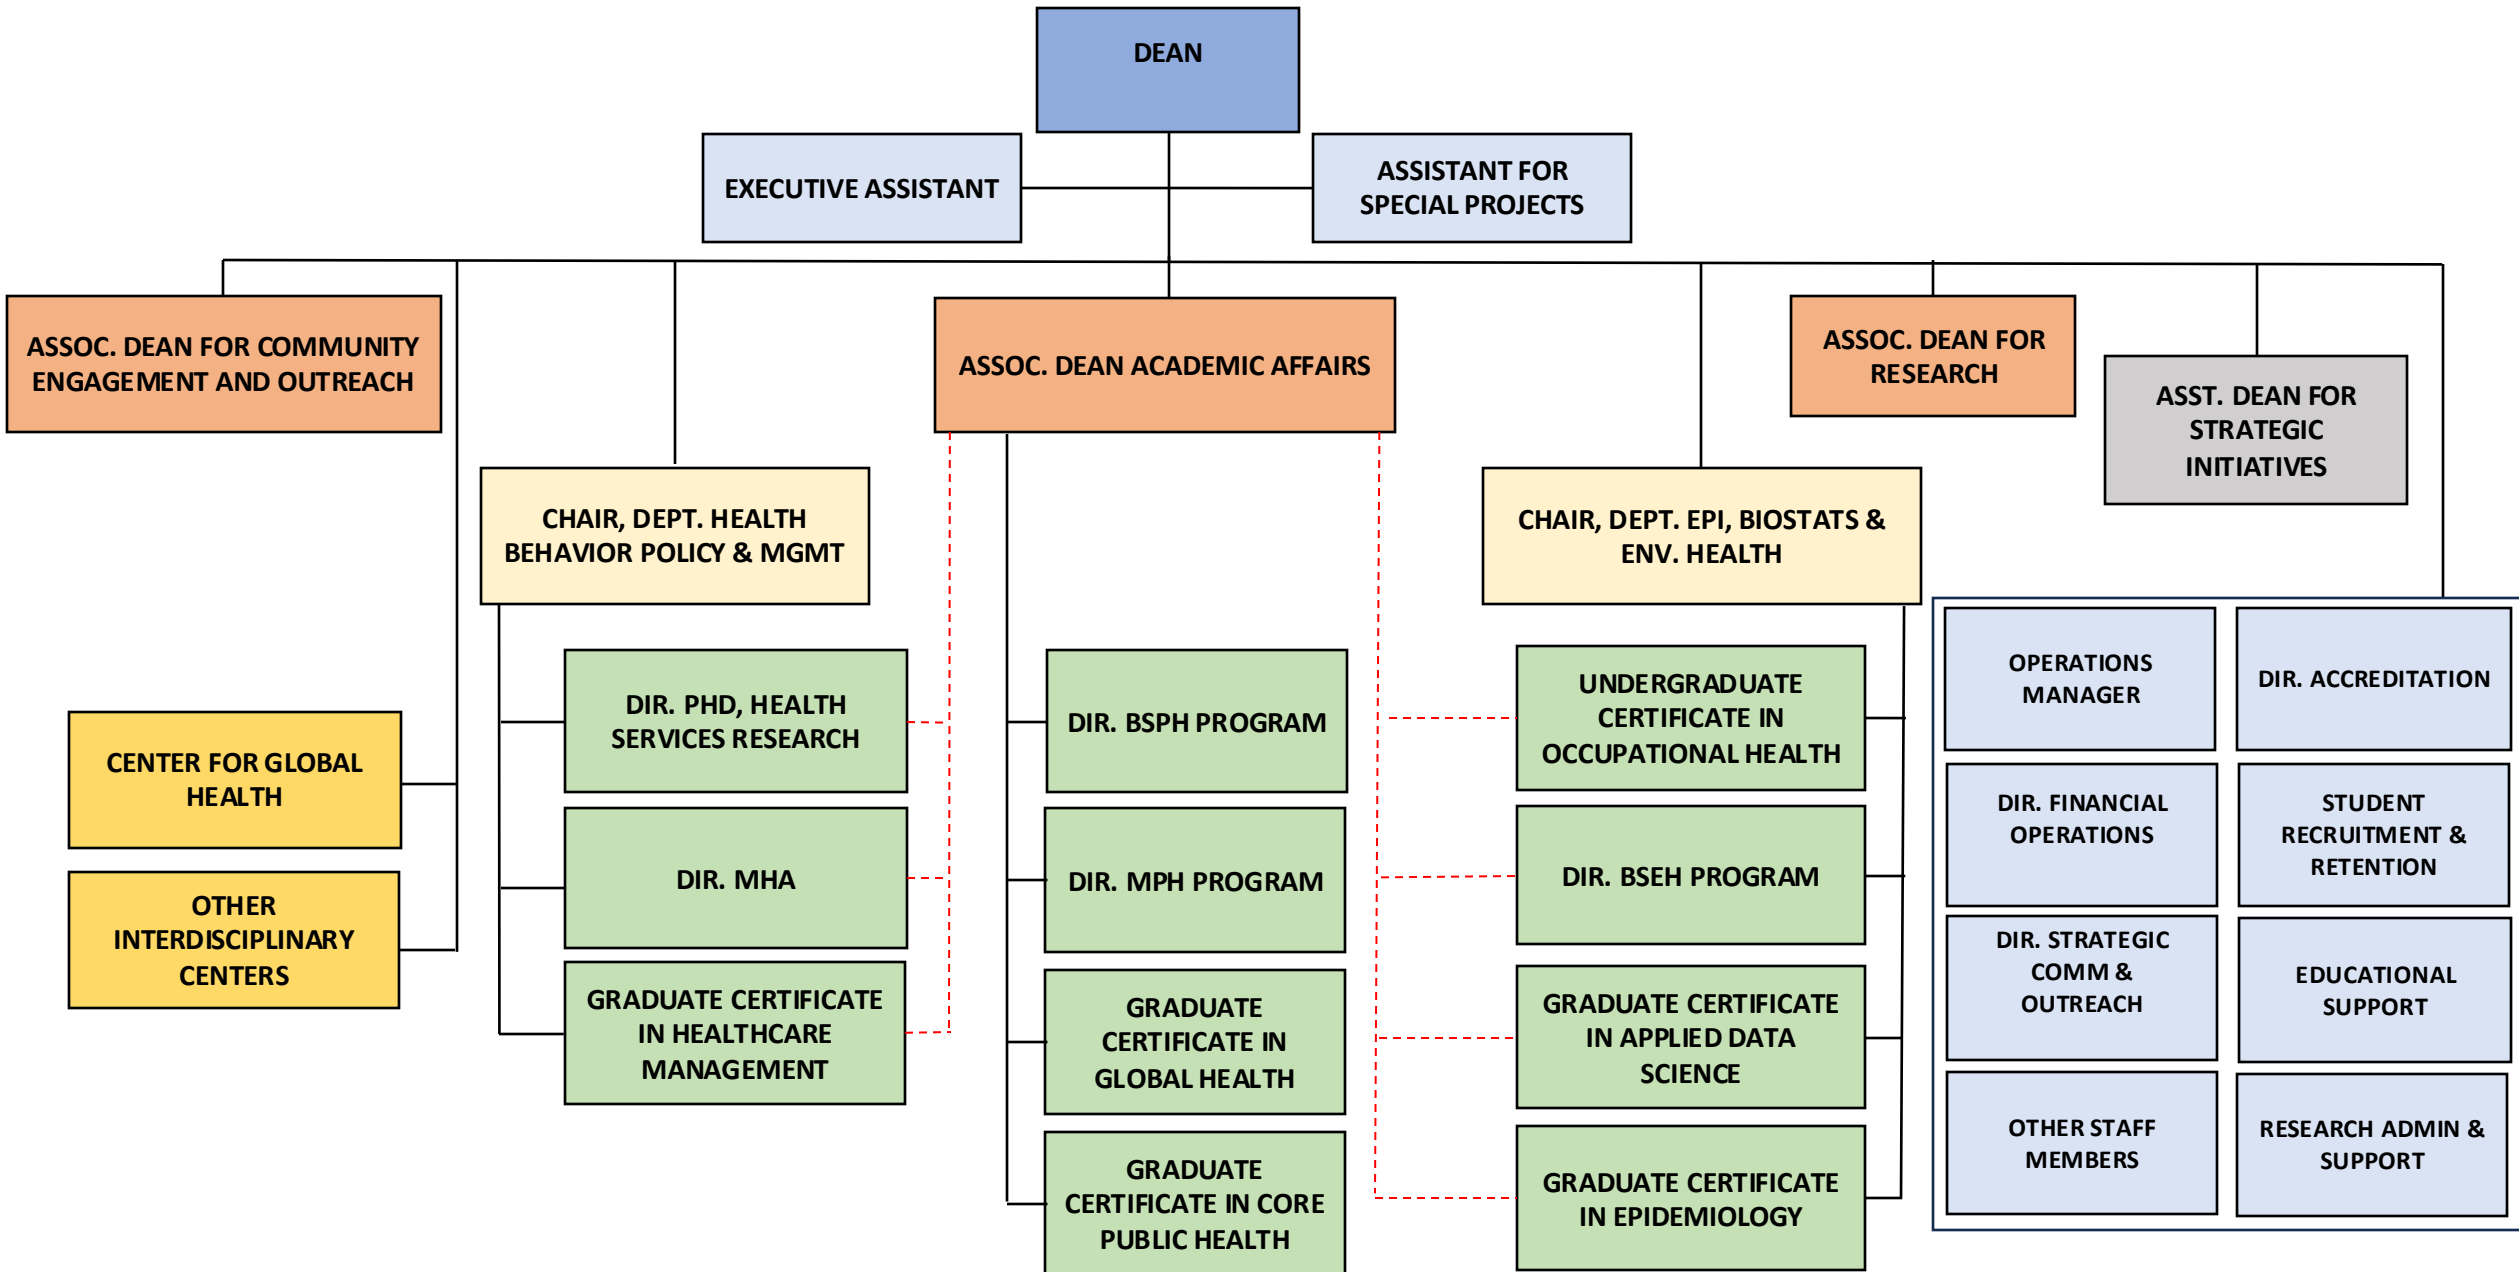 DEAN
EXECUTIVE ASSISTANT
ASSISTANT FOR
SPECIAL PROJECTS
ASSOC. DEAN FOR COMMUNITY
ENGAGEMENT AND OUTREACH
ASSOC. DEAN ACADEMIC AFFAIRS
ASSOC. DEAN FOR
RESEARCH
ASST. DEAN FOR
STRATEGIC
INITIATIVES
CHAIR, DEPT. HEALTH
BEHAVIOR POLICY & MGMT
CHAIR, DEPT. EPI, BIOSTATS &
ENV. HEALTH
CENTER FOR GLOBAL
HEALTH
OTHER
INTERDISCIPLINARY
CENTERS
DIR. PHD, HEALTH
SERVICES RESEARCH
DIR. MHA
GRADUATE CERTIFICATE
IN HEALTHCARE
MANAGEMENT
DIR. BSPH PROGRAM
DIR. MPH PROGRAM
GRADUATE
CERTIFICATE IN
GLOBAL HEALTH
GRADUATE
CERTIFICATE IN CORE
PUBLIC HEALTH
UNDERGRADUATE
CERTIFICATE IN
OCCUPATIONAL HEALTH
DIR. BSEH PROGRAM
GRADUATE CERTIFICATE
IN APPLIED DATA
SCIENCE
GRADUATE CERTIFICATE
IN EPIDEMIOLOGY
OPERATIONS
MANAGER
DIR. ACCREDITATION
DIR. FINANCIAL
OPERATIONS
STUDENT
RECRUITMENT &
RETENTION
DIR. STRATEGIC
COMM &
OUTREACH
EDUCATIONAL
SUPPORT
OTHER STAFF
MEMBERS
RESEARCH ADMIN &
SUPPORT